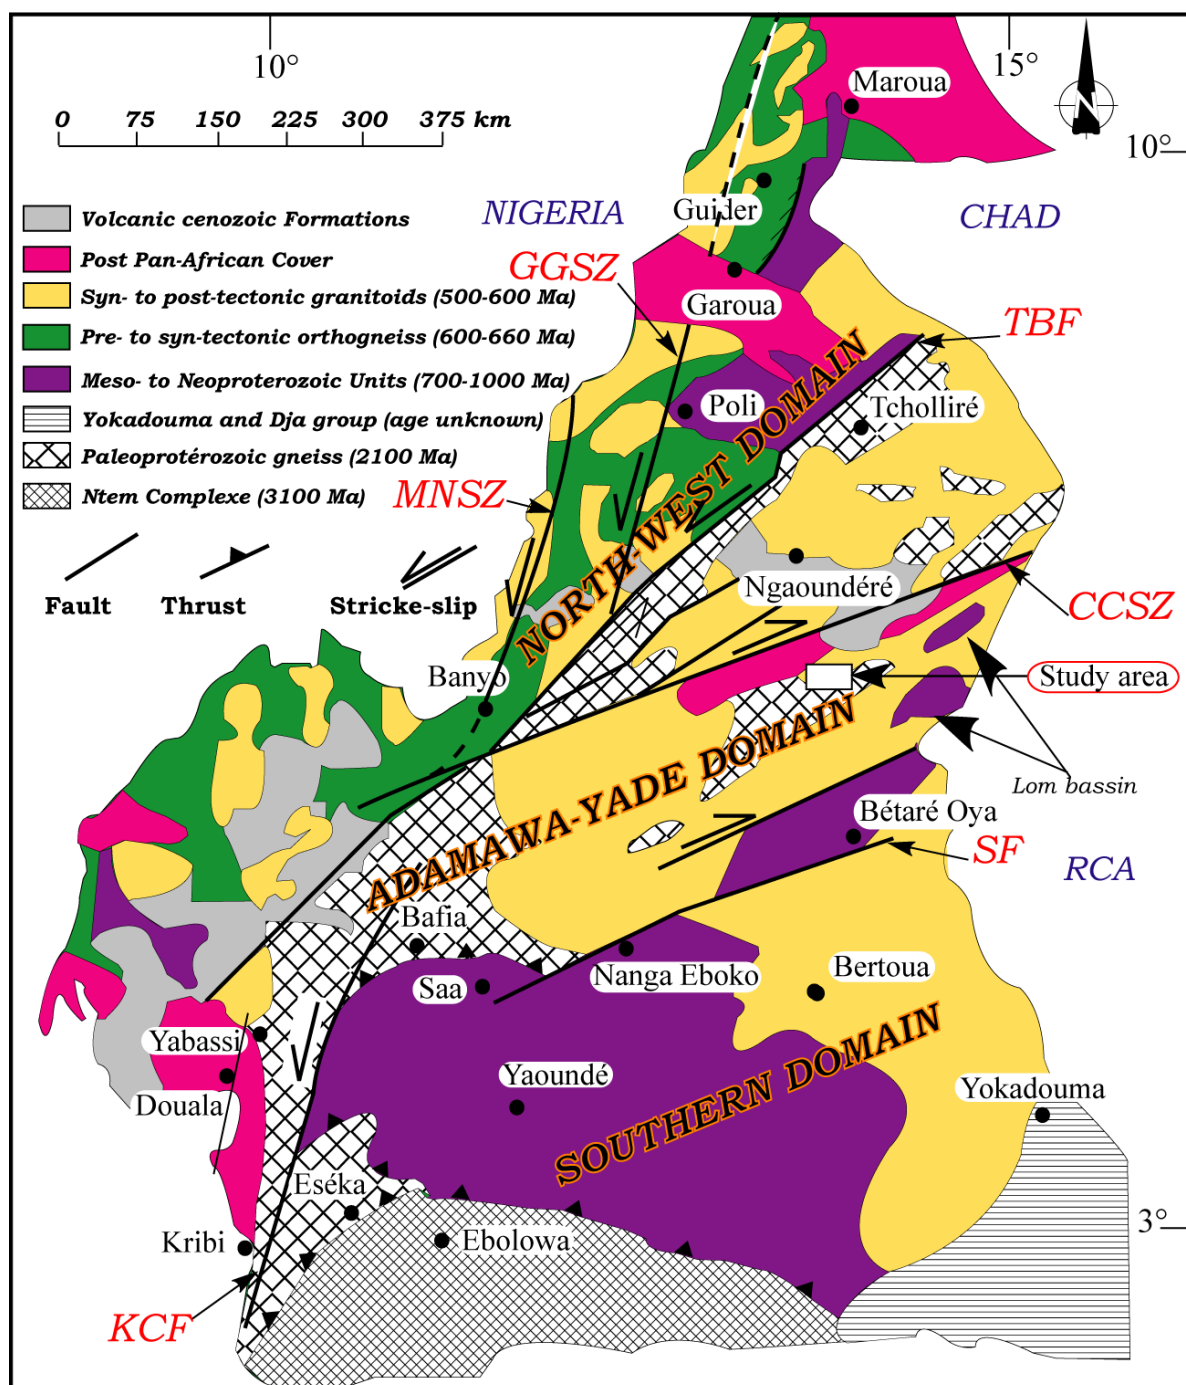 10°
15°
Maroua
N
0 75 150 225 300 375 km
10°
NIGERIA
CHAD
Guider
Volcanic cenozoic Formations
Post Pan-African Cover
GGSZ
Syn- to post-tectonic granitoids (500-600 Ma)
Garoua
TBF
Pre- to syn-tectonic orthogneiss (600-660 Ma)
Meso- to Neoproterozoic Units (700-1000 Ma)
Poli
Tcholliré
Yokadouma and Dja group (age unknown)
Paleoprotérozoic gneiss (2100 Ma)
Ntem Complexe (3100 Ma)
MNSZ
NORTH-WEST DOMAIN
Ngaoundéré
Fault
Thrust
Stricke-slip
CCSZ
Banyo
Study area
ADAMAWA-YADE DOMAIN
Lom bassin
Bétaré Oya
SF
RCA
Bafia
Nanga Eboko
Bertoua
Saa
Yabassi
Yaoundé
SOUTHERN DOMAIN
Yokadouma
Douala
Eséka
Kribi
Ebolowa
3°
KCF